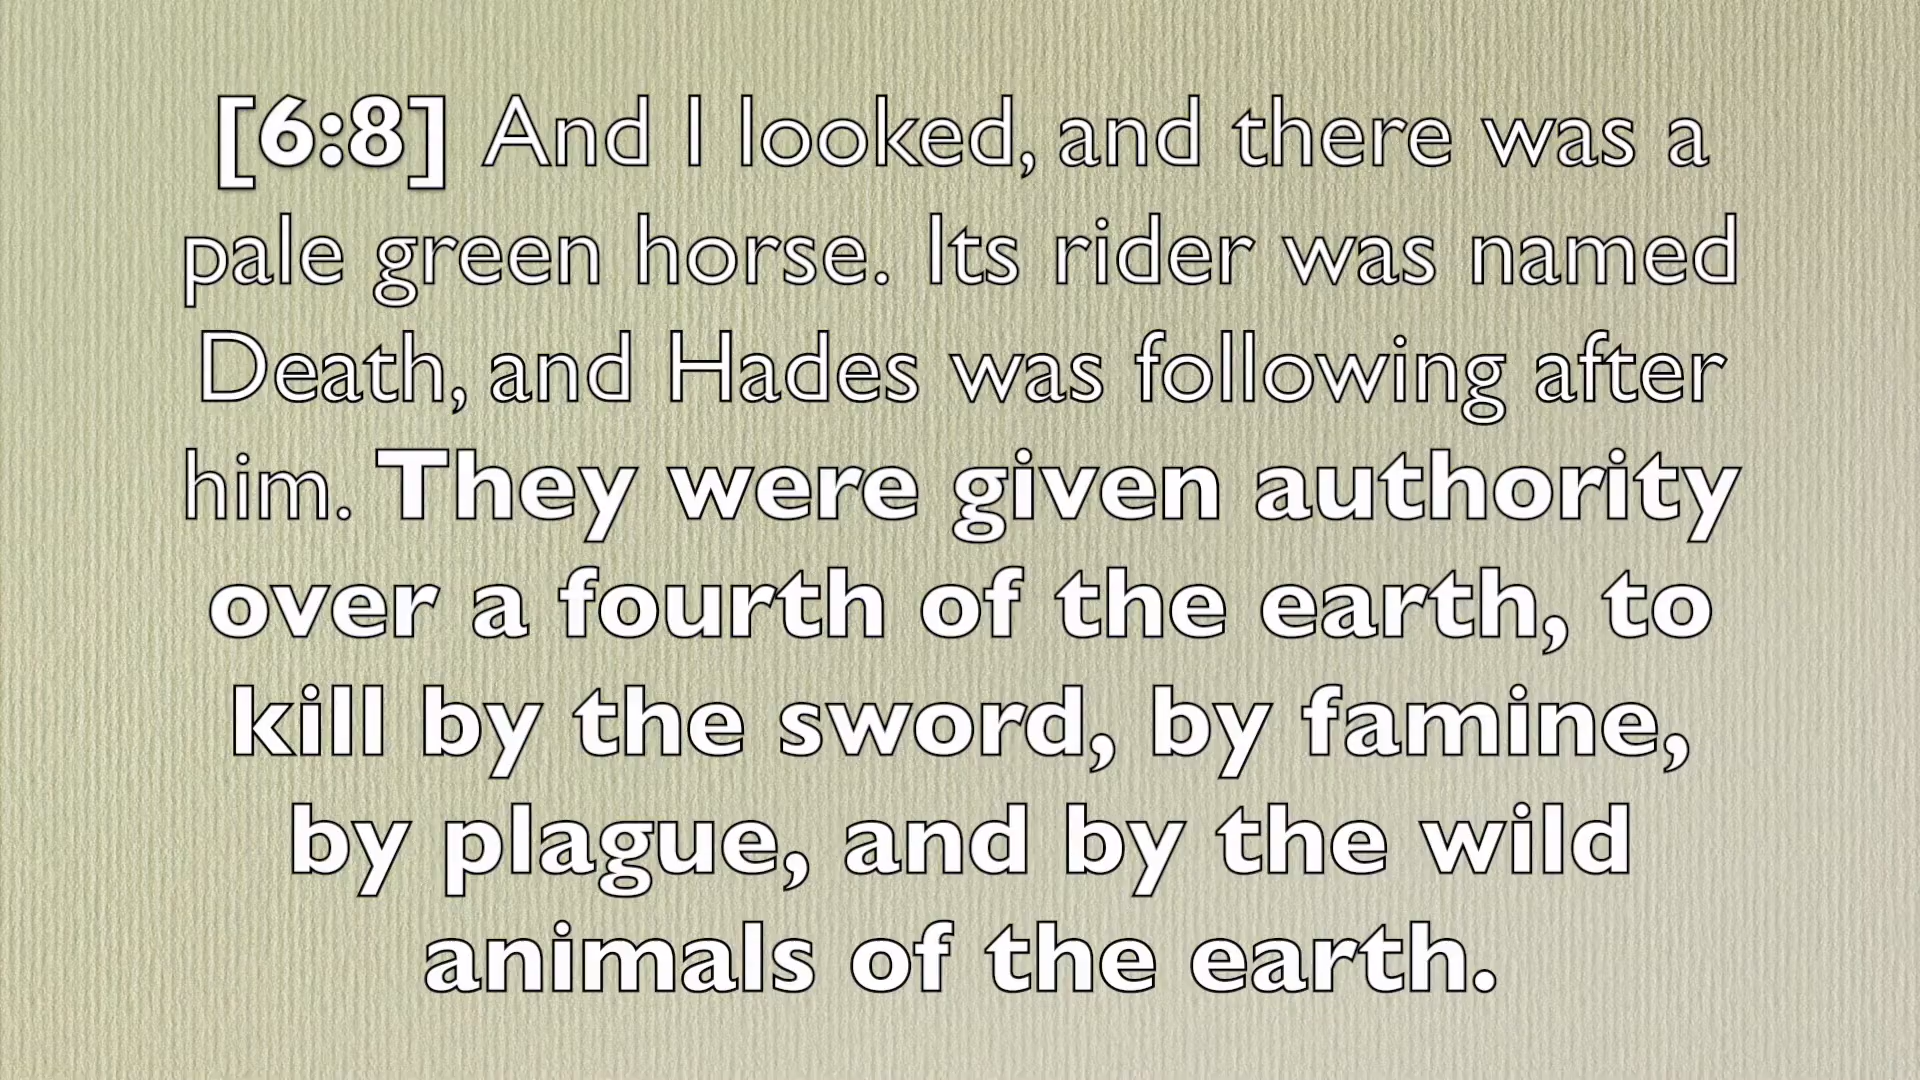 [6:8] And I looked, and there was a
pale green horse. Its rider was named
Death, and Hades was following after
him. They were given authority
over a fourth of the earth, to
kill by the sword, by famine,
by plague, and by the wild
animals of the earth.